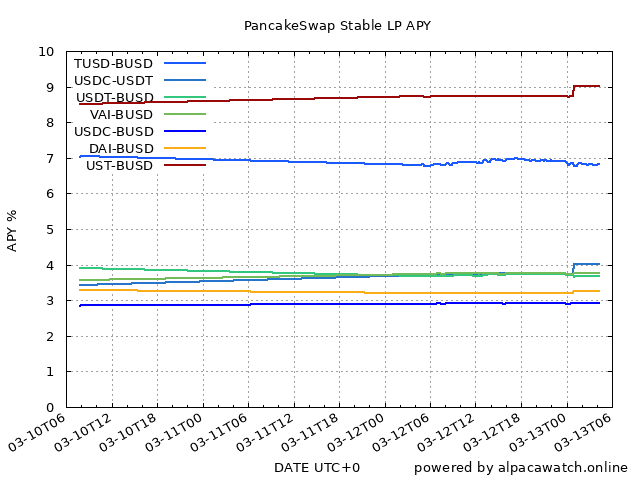 PancakeSwap Stable LP APY
10
9
8
7
6
5
4
3
2
1
0
APY %
TUSD-BUSD
USDC-USDT
USDT-BUSD
VAI-BUSD
USDC-BUSD
DAI-BUSD
UST-BUSD
03-10T06
03-10T12
03-10T18
03-11T00
03-11T06
03-11T12
03-11T18
03-12T00
03-12T06
03-12T12
03-12T18
03-13T00
03-13T06
DATE UTC+0
powered by alpacawatch.online